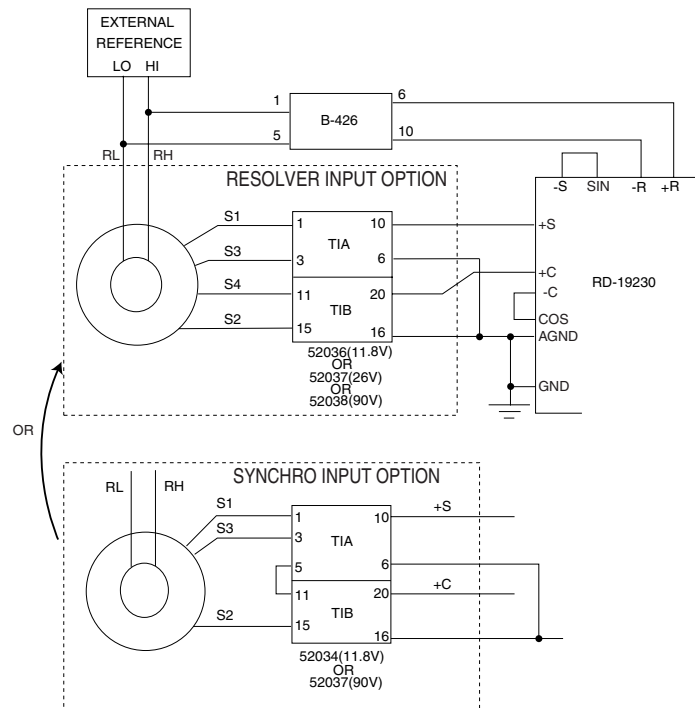 EXTERNAL
REFERENCE
LO HI
1
5
B-426
6
10
RL RH
RESOLVER INPUT OPTION
-S SIN -R +R
S1
S3
S4
S2
1
3
11
15
TIA
TIB
10
6
20
16
+S
+C
-C
COS
AGND
GND
RD-19230
52036(11.8V)
OR
52037(26V)
OR
52038(90V)
OR
SYNCHRO INPUT OPTION
RL RH
S1
S3
S2
1
3
5
11
15
TIA
TIB
10
6
20
16
+S
+C
52034(11.8V)
OR
52037(90V)